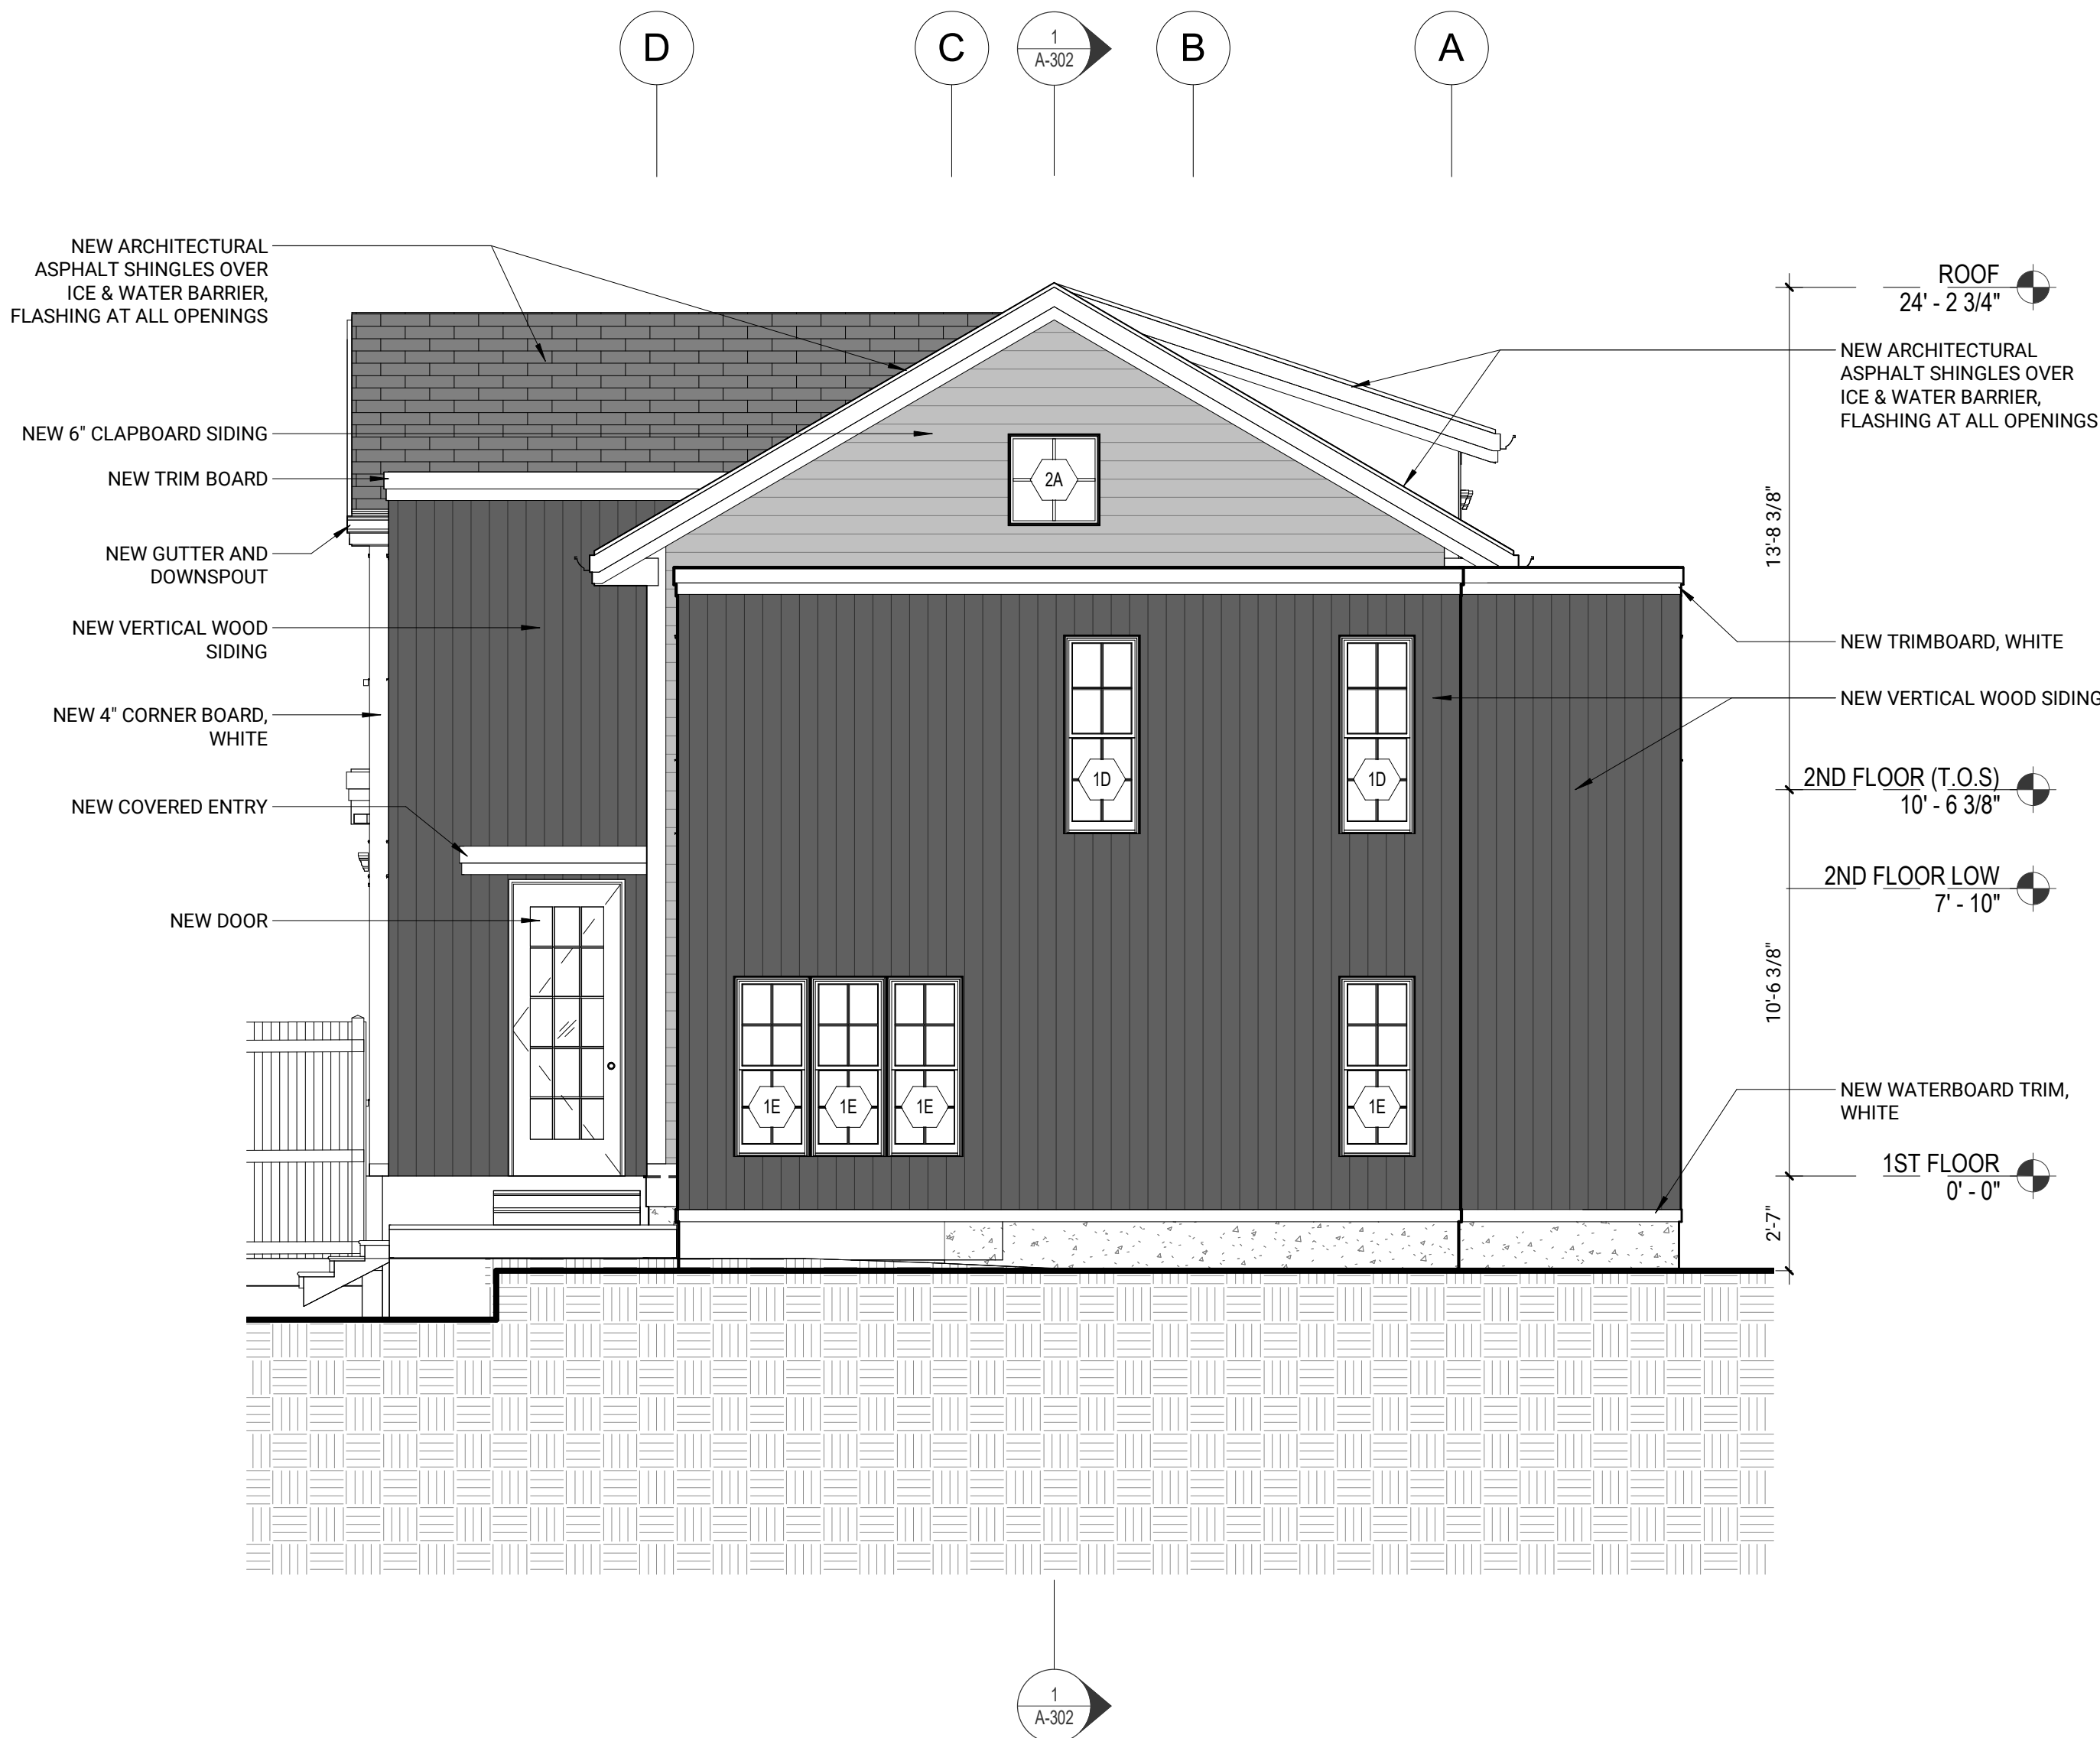 D
C
1
A-302
B
A
NEW ARCHITECTURAL
ASPHALT SHINGLES OVER
ICE & WATER BARRIER,
FLASHING AT ALL OPENINGS
NEW 6" CLAPBOARD SIDING
NEW TRIM BOARD
NEW GUTTER AND
DOWNSPOUT
NEW VERTICAL WOOD
SIDING
NEW 4" CORNER BOARD,
WHITE
NEW COVERED ENTRY
NEW DOOR
2A
1D
1D
1E
1E
1E
1E
13'-8 3/8"
10'-6 3/8"
2'-7"
ROOF
24' - 2 3/4"
NEW ARCHITECTURAL
ASPHALT SHINGLES OVER
ICE & WATER BARRIER,
FLASHING AT ALL OPENINGS
NEW TRIMBOARD, WHITE
NEW VERTICAL WOOD SIDING
2ND FLOOR (T.O.S)
10' - 6 3/8"
2ND FLOOR LOW
7' - 10"
NEW WATERBOARD TRIM,
WHITE
1ST FLOOR
0' - 0"
1
A-302